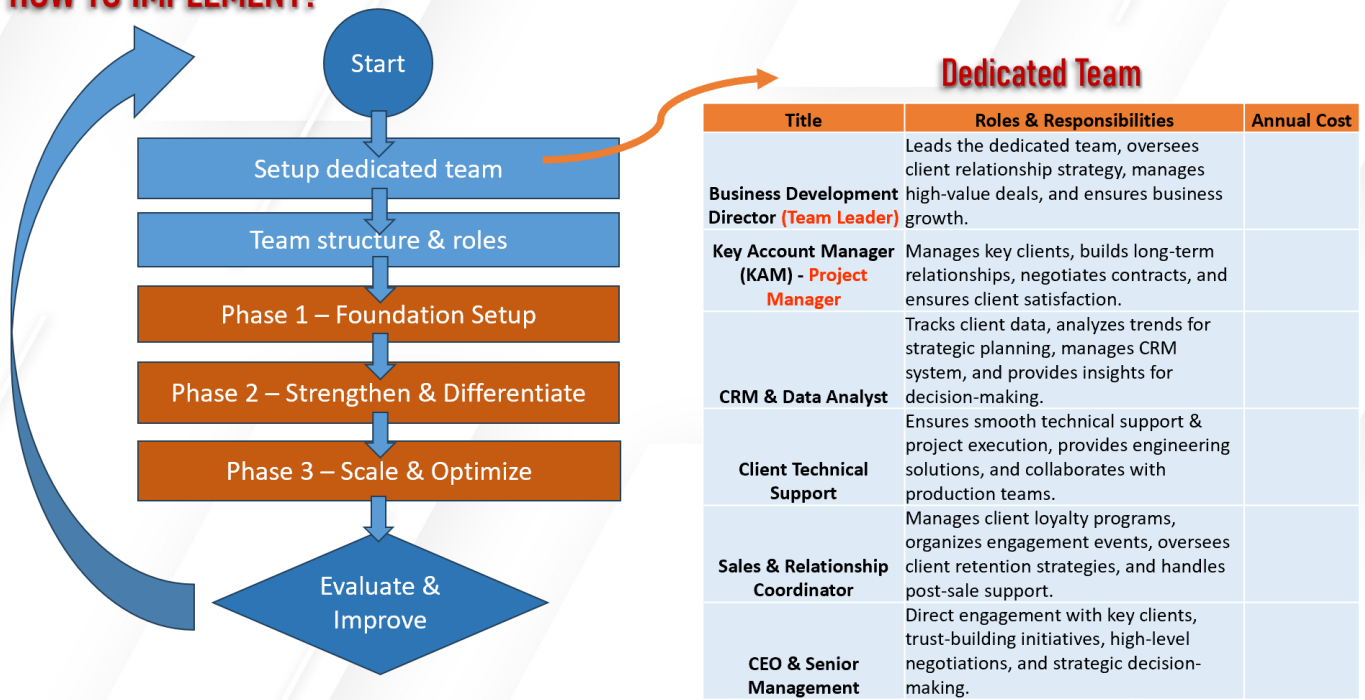 HOW TO IMPLEMENT?
Start
Setup dedicated team
Team structure & roles
Phase 1 – Foundation Setup
Phase 2 – Strengthen & Differentiate
Phase 3 – Scale & Optimize
Evaluate &
Improve
Dedicated Team
Title Roles & Responsibilities Annual Cost
Business Development
Director (Team Leader)
Leads the dedicated team, oversees
client relationship strategy, manages
high-value deals, and ensures business
growth.
Key Account Manager
(KAM) - Project
Manager
Manages key clients, builds long-term
relationships, negotiates contracts, and
ensures client satisfaction.
CRM & Data Analyst
Tracks client data, analyzes trends for
strategic planning, manages CRM
system, and provides insights for
decision-making.
Client Technical
Support
Ensures smooth technical support &
project execution, provides engineering
solutions, and collaborates with
production teams.
Sales & Relationship
Coordinator
Manages client loyalty programs,
organizes engagement events, oversees
client retention strategies, and handles
post-sale support.
CEO & Senior
Management
Direct engagement with key clients,
trust-building initiatives, high-level
negotiations, and strategic decision-
making.